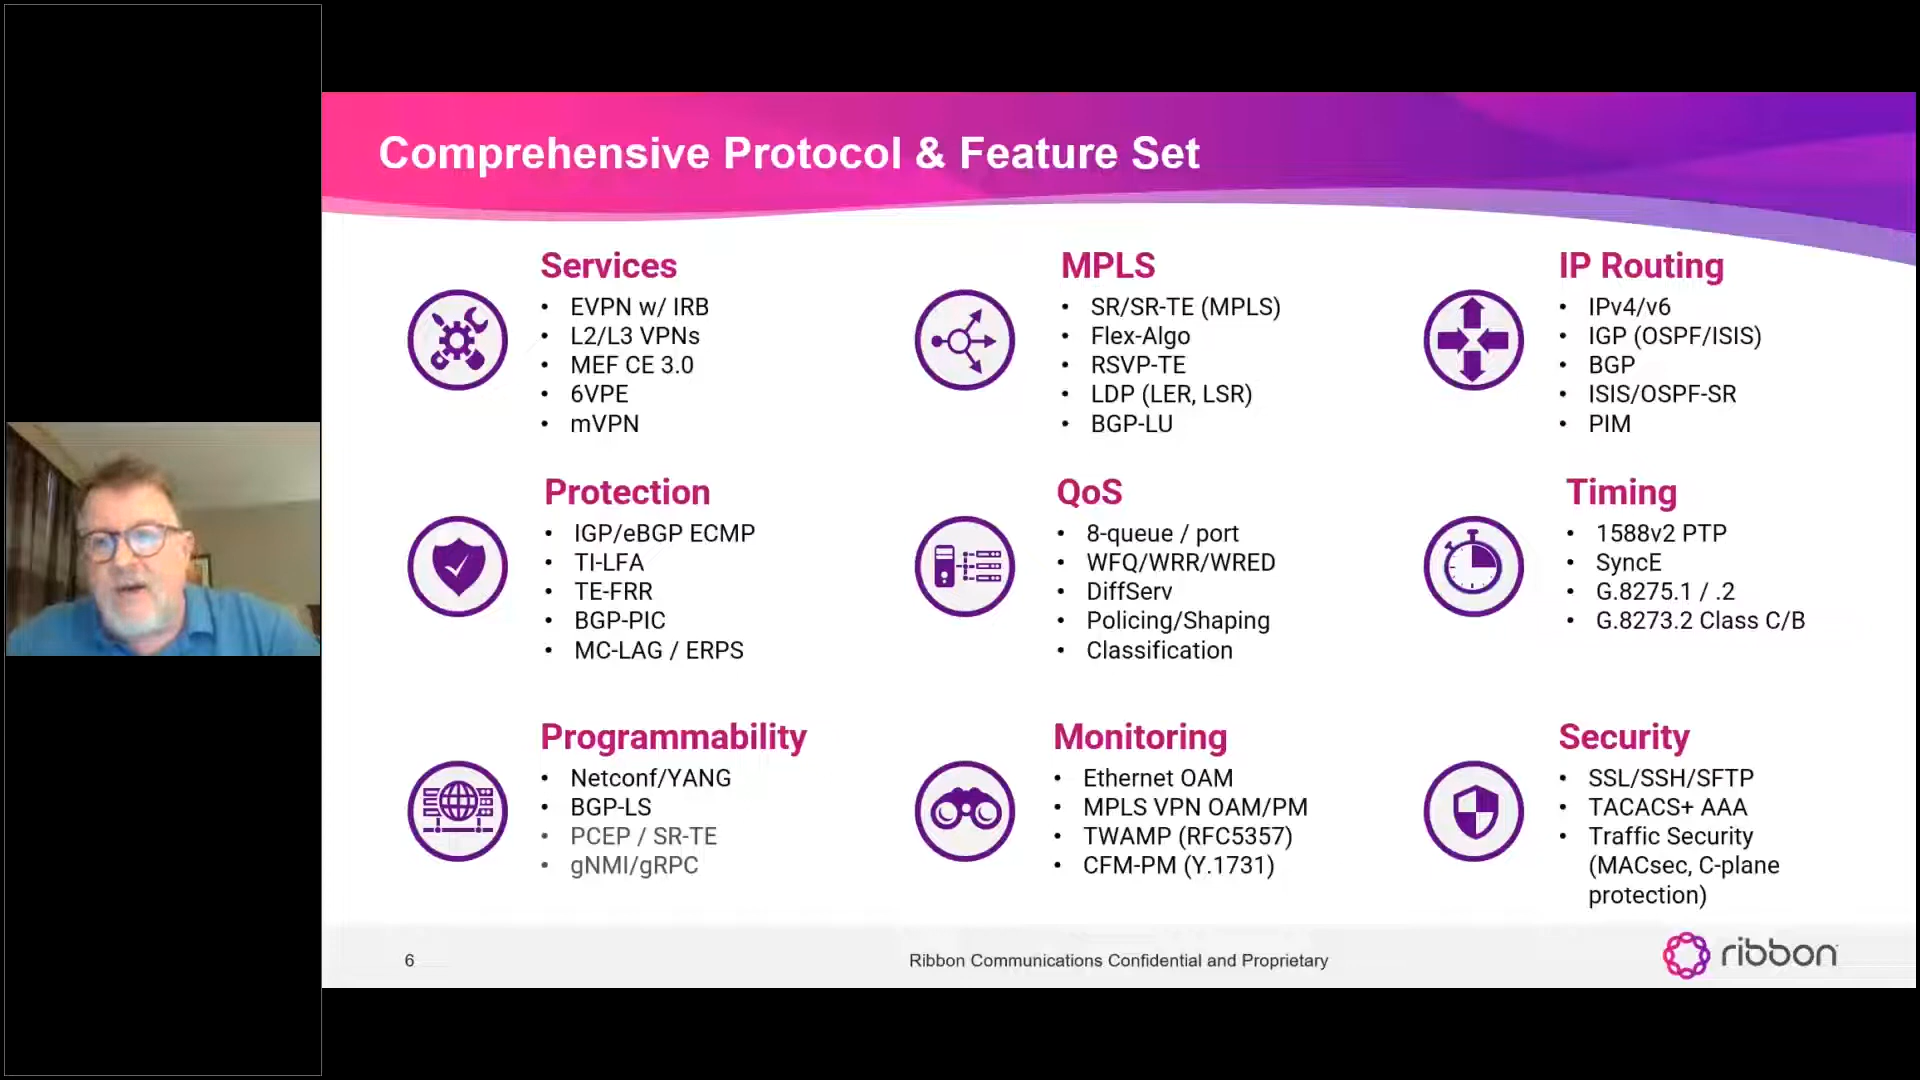 Comprehensive Protocol & Feature Set
Services
• EVPN w/ IRB
• L2/L3 VPNs
• MEF CE 3.0
• 6VPE
• mVPN
MPLS
• SR/SR-TE (MPLS)
• Flex-Algo
• RSVP-TE
• LDP (LER, LSR)
• BGP-LU
IP Routing
• IPv4/v6
• IGP (OSPF/ISIS)
• BGP
• ISIS/OSPF-SR
• PIM
Protection
• IGP/eBGP ECMP
• TI-LFA
• TE-FRR
• BGP-PIC
• MC-LAG / ERPS
QoS
• 8-queue / port
• WFQ/WRR/WRED
• DiffServ
• Policing/Shaping
• Classification
Timing
• 1588v2 PTP
• SyncE
• G.8275.1 / .2
• G.8273.2 Class C/B
Programmability
• Netconf/YANG
• BGP-LS
• PCEP / SR-TE
• gNMI/gRPC
Monitoring
• Ethernet OAM
• MPLS VPN OAM/PM
• TWAMP (RFC5357)
• CFM-PM (Y.1731)
Security
• SSL/SSH/SFTP
• TACACS+ AAA
• Traffic Security
(MACsec, C-plane
protection)
6
Ribbon Communications Confidential and Proprietary
ribbon